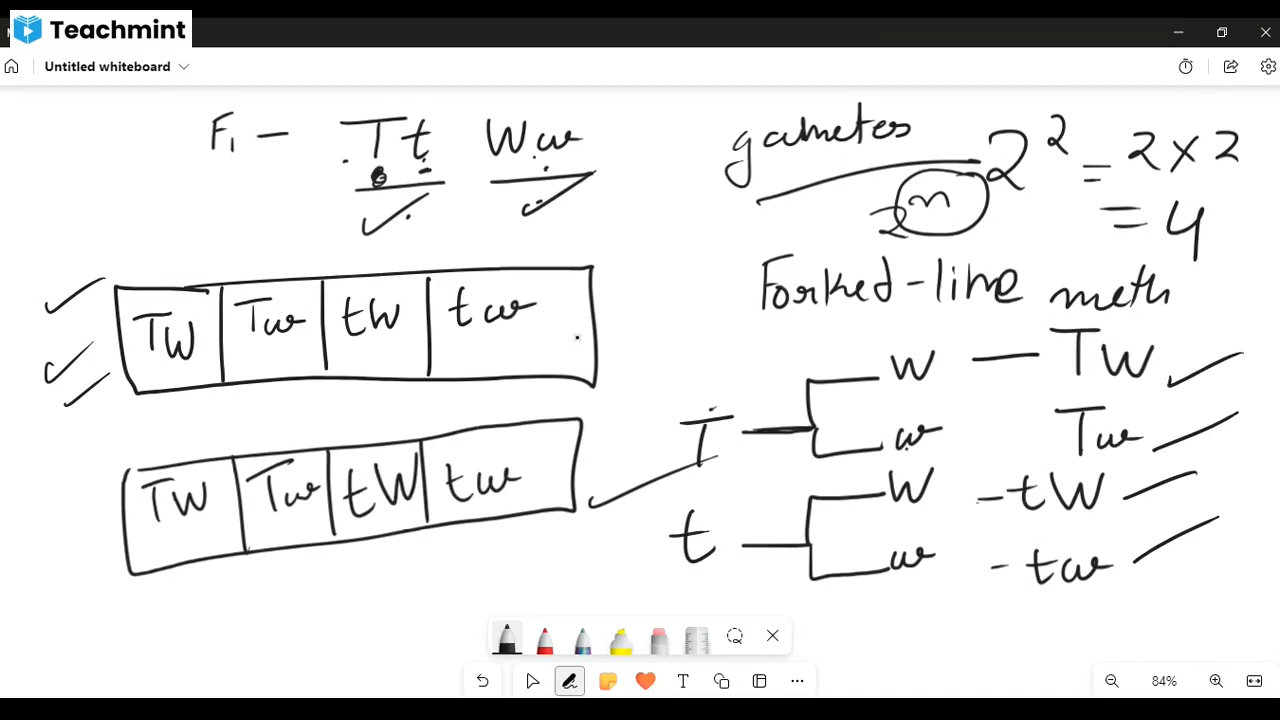 Teachmint
Untitled whiteboard
F1 - Tt Ww
gametes 2^2 = 2 x 2
2^n = 4
Forked-line meth
TW Tw tW tw
TW Tw tW tw
T W - TW
w Tw
t W - tW
w - tw
84%